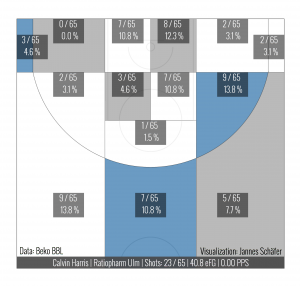 0 / 65
0.0 %
7 / 65
10.8 %
8 / 65
12.3 %
2 / 65
3.1 %
3 / 65
4.6 %
2 / 65
3.1 %
2 / 65
3.1 %
3 / 65
4.6 %
7 / 65
10.8 %
9 / 65
13.8 %
1 / 65
1.5 %
9 / 65
13.8 %
7 / 65
10.8 %
5 / 65
7.7 %
Data: Beko BBL
Visualization: Jannes Schäfer
Calvin Harris | Ratiopharm Ulm | Shots: 23 / 65 | 40.8 eFG | 0.00 PPS